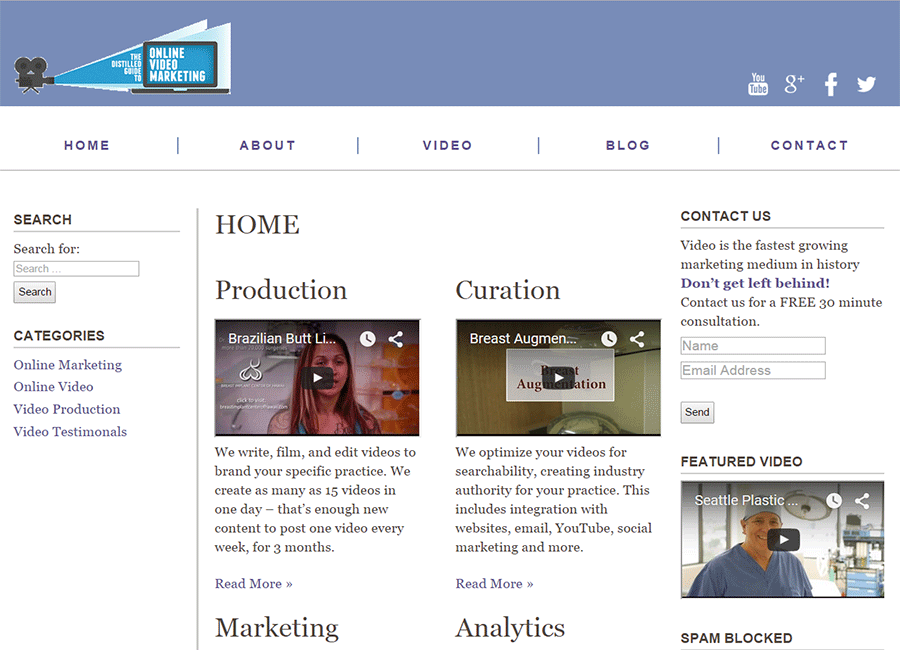 THE
DISTILLED
GUIDE
TO
ONLINE
VIDEO
MARKETING
You
Tube
g+
f
HOME
ABOUT
VIDEO
BLOG
CONTACT
SEARCH
Search for:
Search ...
Search
CATEGORIES
Online Marketing
Online Video
Video Production
Video Testimonals
HOME
Production
Brazilian Butt Li...
click to visit:
We write, film, and edit videos to
brand your specific practice. We
create as many as 15 videos in
one day – that's enough new
content to post one video every
week, for 3 months.
Read More »
Marketing
Curation
Breast Augmen...
Breast
Augmentation
We optimize your videos for
searchability, creating industry
authority for your practice. This
includes integration with
websites, email, YouTube, social
marketing and more.
Read More »
Analytics
CONTACT US
Video is the fastest growing
marketing medium in history
Don't get left behind!
Contact us for a FREE 30 minute
consultation.
Name
Email Address
Send
FEATURED VIDEO
Seattle Plastic ...
SPAM BLOCKED